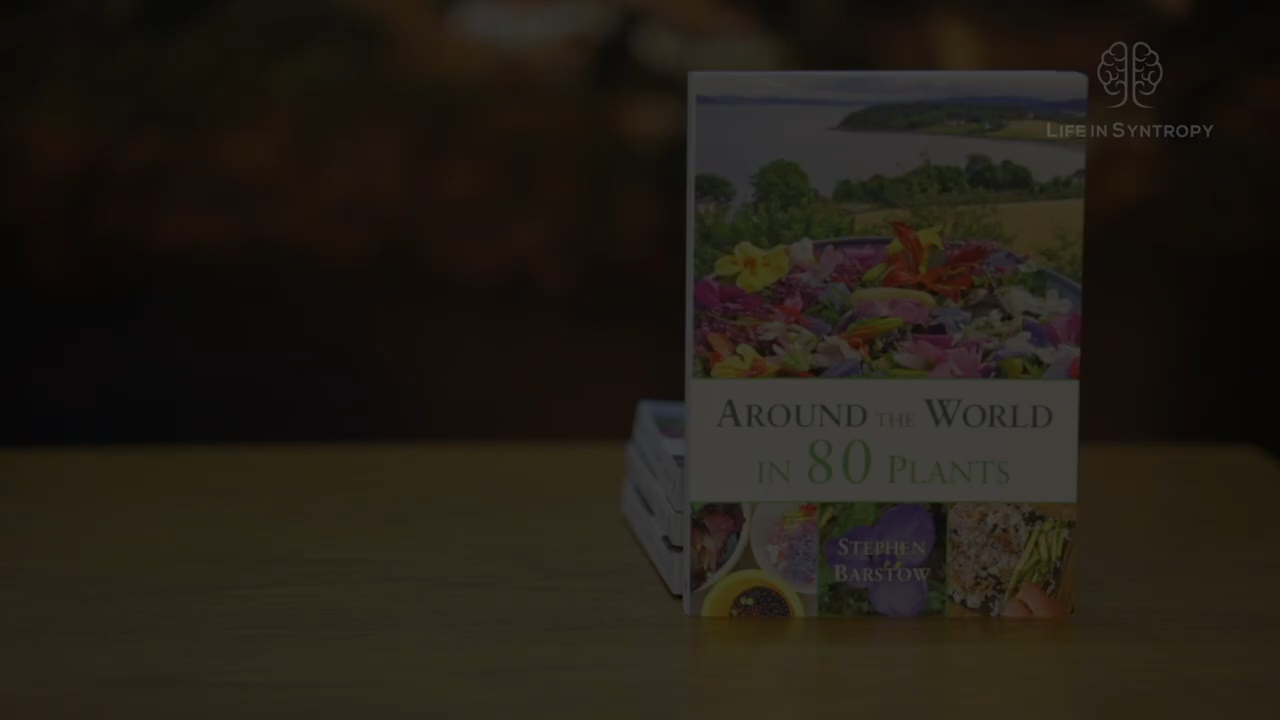 LIFE IN SYNTROPY
AROUND THE WORLD
IN 80 PLANTS
STEPHEN
BARSTOW